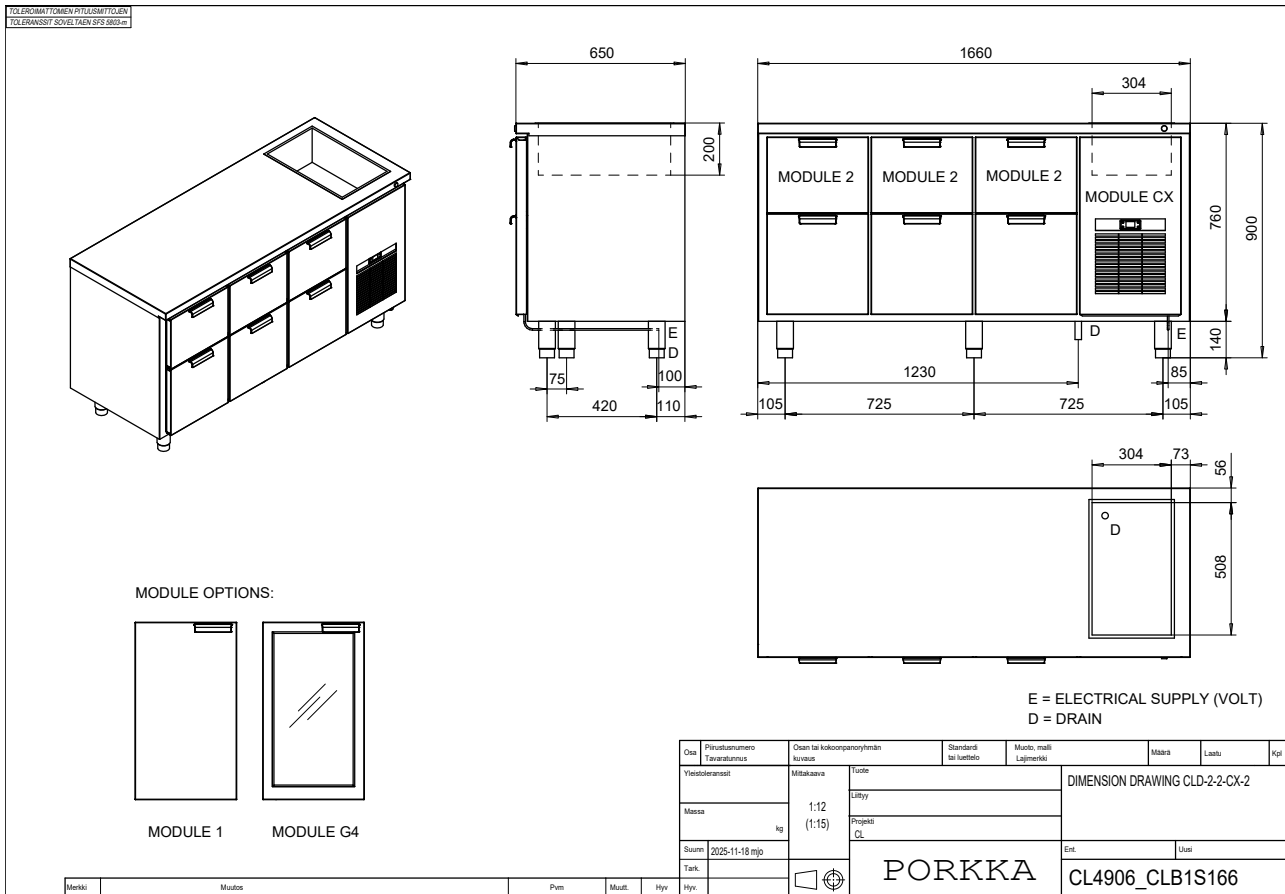 TOLEROIMATTOMIEN PITUUSMITTOJEN
TOLERANSSIT SOVELTAEN SFS 5803-m
650
200
E
D
75
100
420
110
1660
304
MODULE 2
MODULE 2
MODULE 2
MODULE CX
760
900
140
D
E
1230
85
105
725
725
105
304
73
56
D
508
MODULE OPTIONS:
MODULE 1
MODULE G4
E = ELECTRICAL SUPPLY (VOLT)
D = DRAIN
Osa
Piirustusnumero
Tavaratunnus
Osan tai kokoonpanoryhmän
kuvaus
Standardi
tai luettelo
Muoto, malli
Lajimerkki
Määrä
Laatu
Kpl
Yleistoleranssit
Mittakaava
1:12
(1:15)
Tuote
Liittyy
Projekti
CL
DIMENSION DRAWING CLD-2-2-CX-2
Massa
kg
Suunn
2025-11-18 mjo
Tark.
Hyv.
PORKKA
Ent.
Uusi
CL4906_CLB1S166
Merkki
Muutos
Pvm
Muutt.
Hyv